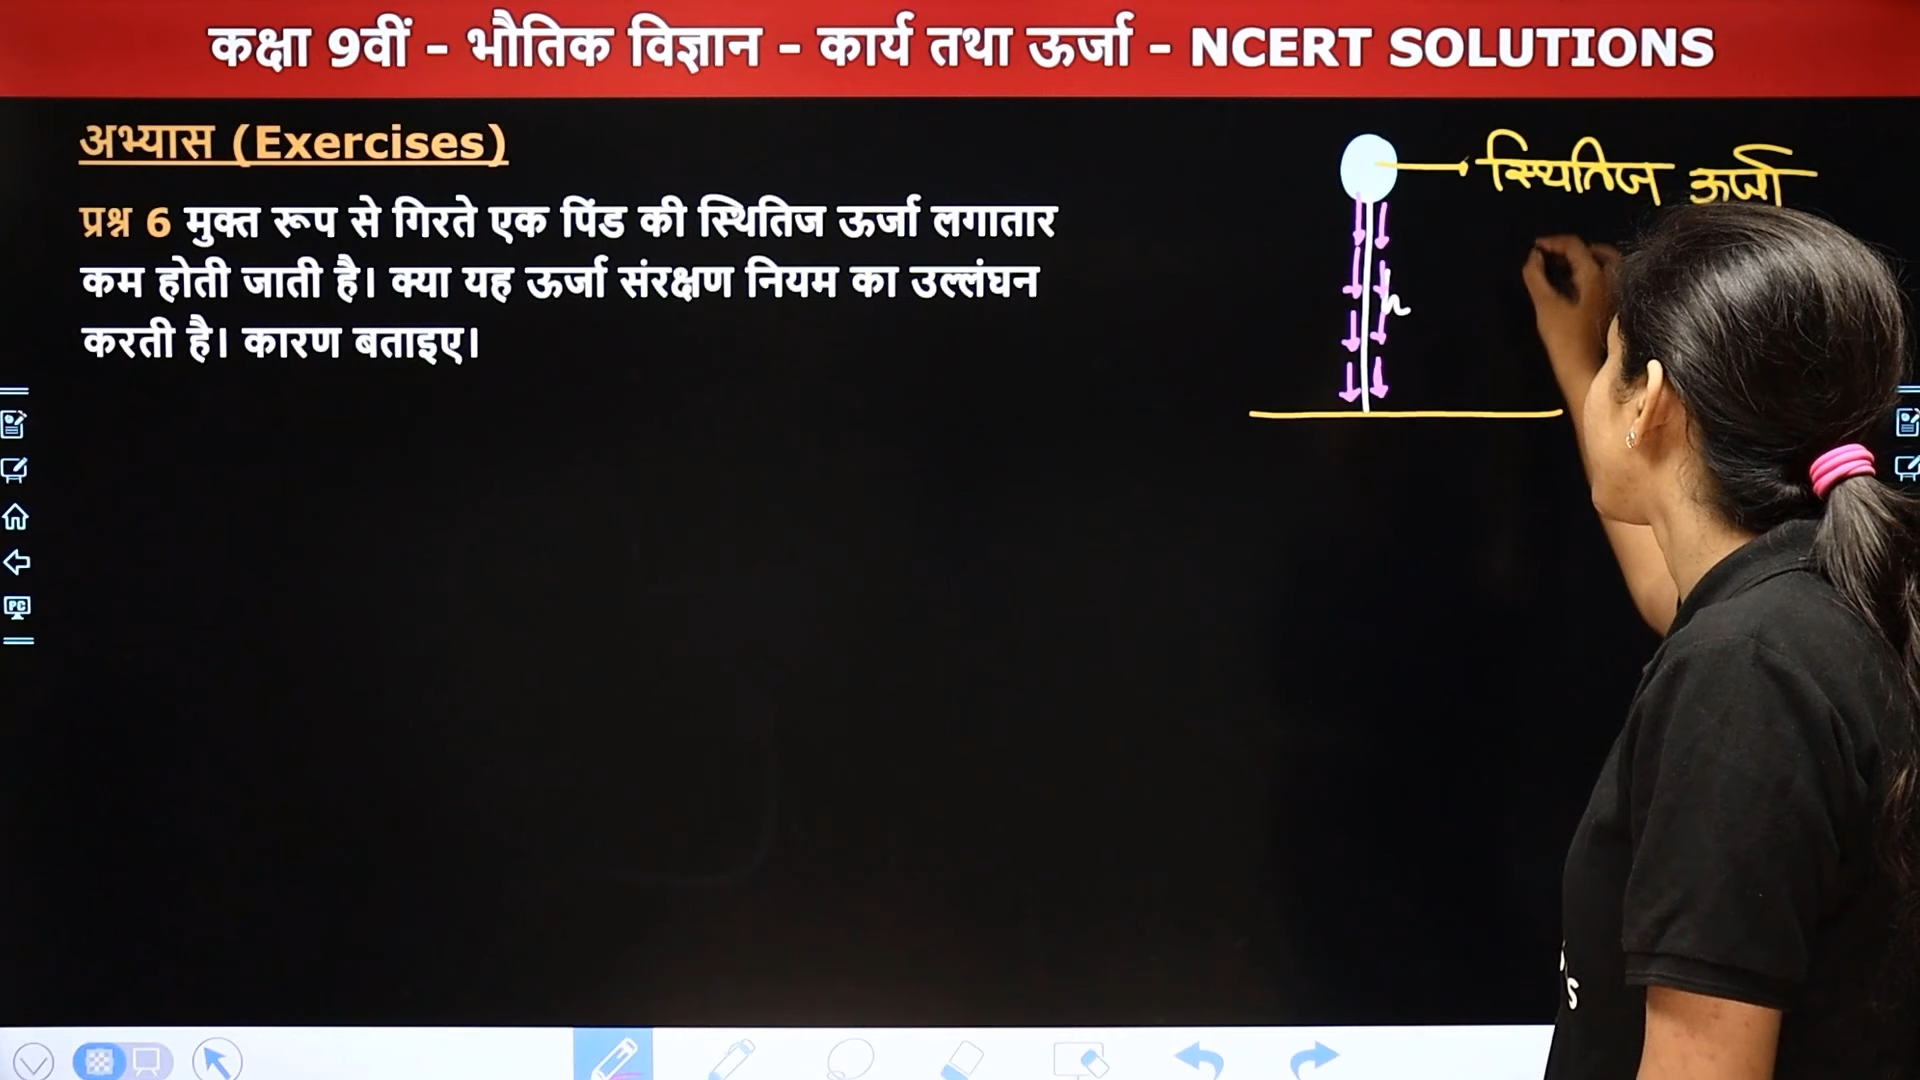 कक्षा 9वीं - भौतिक विज्ञान - कार्य तथा ऊर्जा - NCERT SOLUTIONS
अभ्यास (Exercises)
स्थितिज ऊर्जा
प्रश्न 6 मुक्त रूप से गिरते एक पिंड की स्थितिज ऊर्जा लगातार
कम होती जाती है। क्या यह ऊर्जा संरक्षण नियम का उल्लंघन
करती है। कारण बताइए।
h
PC